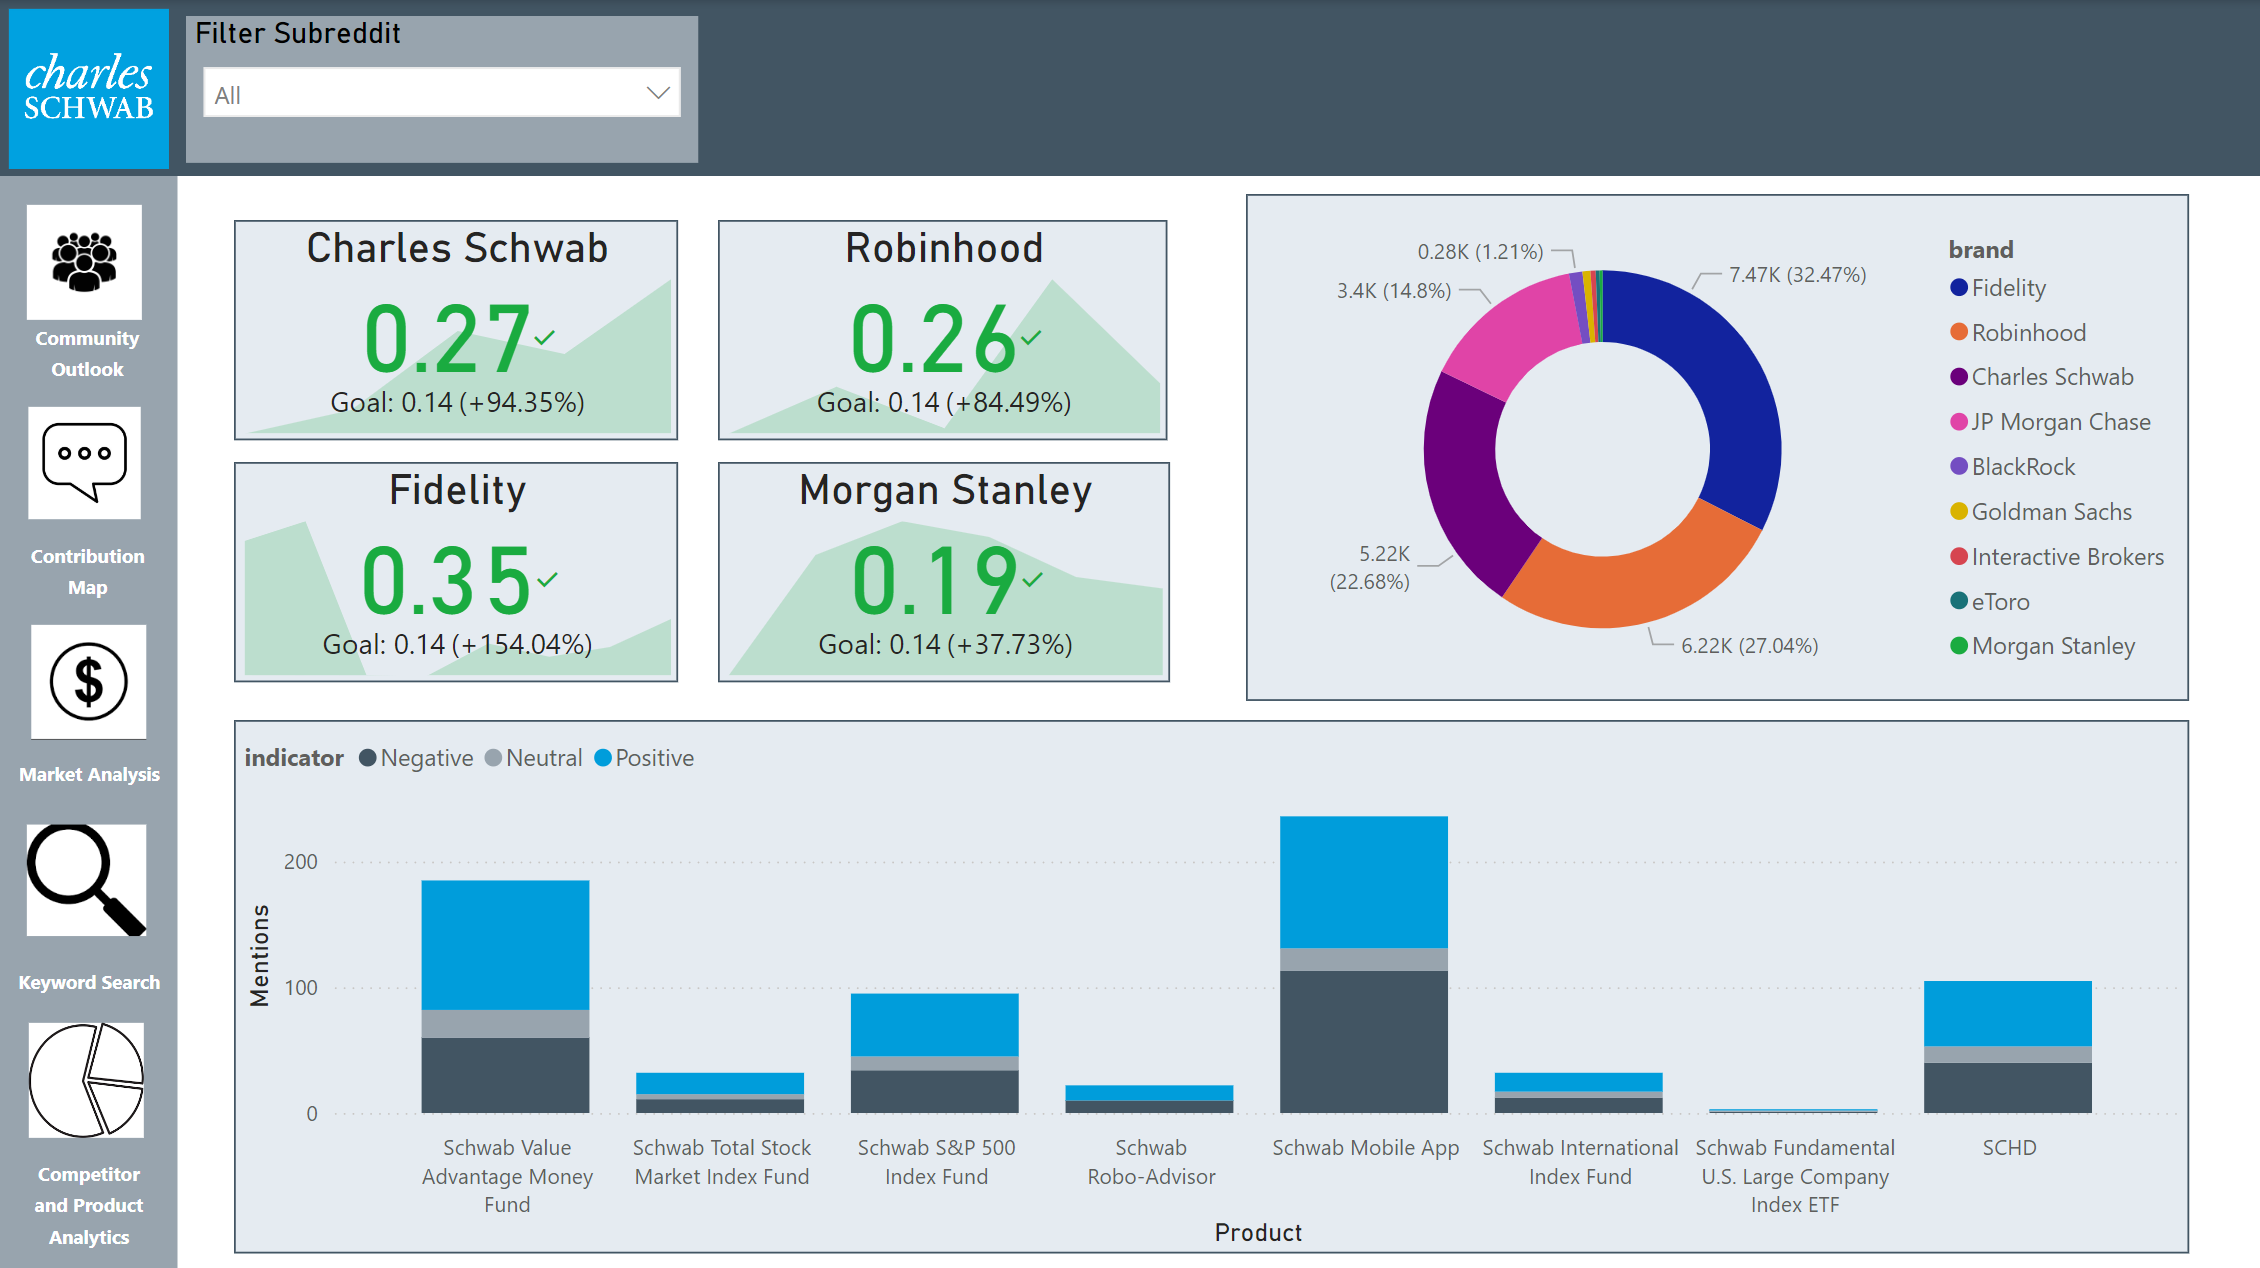 charles
SCHWAB
Filter Subreddit
All
Community
Outlook
Contribution
Map
Market Analysis
Keyword Search
Competitor
and Product
Analytics
Charles Schwab
0.27
Goal: 0.14 (+94.35%)
Robinhood
0.26
Goal: 0.14 (+84.49%)
Fidelity
0.35
Goal: 0.14 (+154.04%)
Morgan Stanley
0.19
Goal: 0.14 (+37.73%)
0.28K (1.21%)
3.4K (14.8%)
7.47K (32.47%)
5.22K
(22.68%)
6.22K (27.04%)
brand
Fidelity
Robinhood
Charles Schwab
JP Morgan Chase
BlackRock
Goldman Sachs
Interactive Brokers
eToro
Morgan Stanley
indicator Negative Neutral Positive
Mentions
200
100
0
Schwab Value
Advantage Money
Fund
Schwab Total Stock
Market Index Fund
Schwab S&P 500
Index Fund
Schwab
Robo-Advisor
Schwab Mobile App
Schwab International
Index Fund
Schwab Fundamental
U.S. Large Company
Index ETF
SCHD
Product